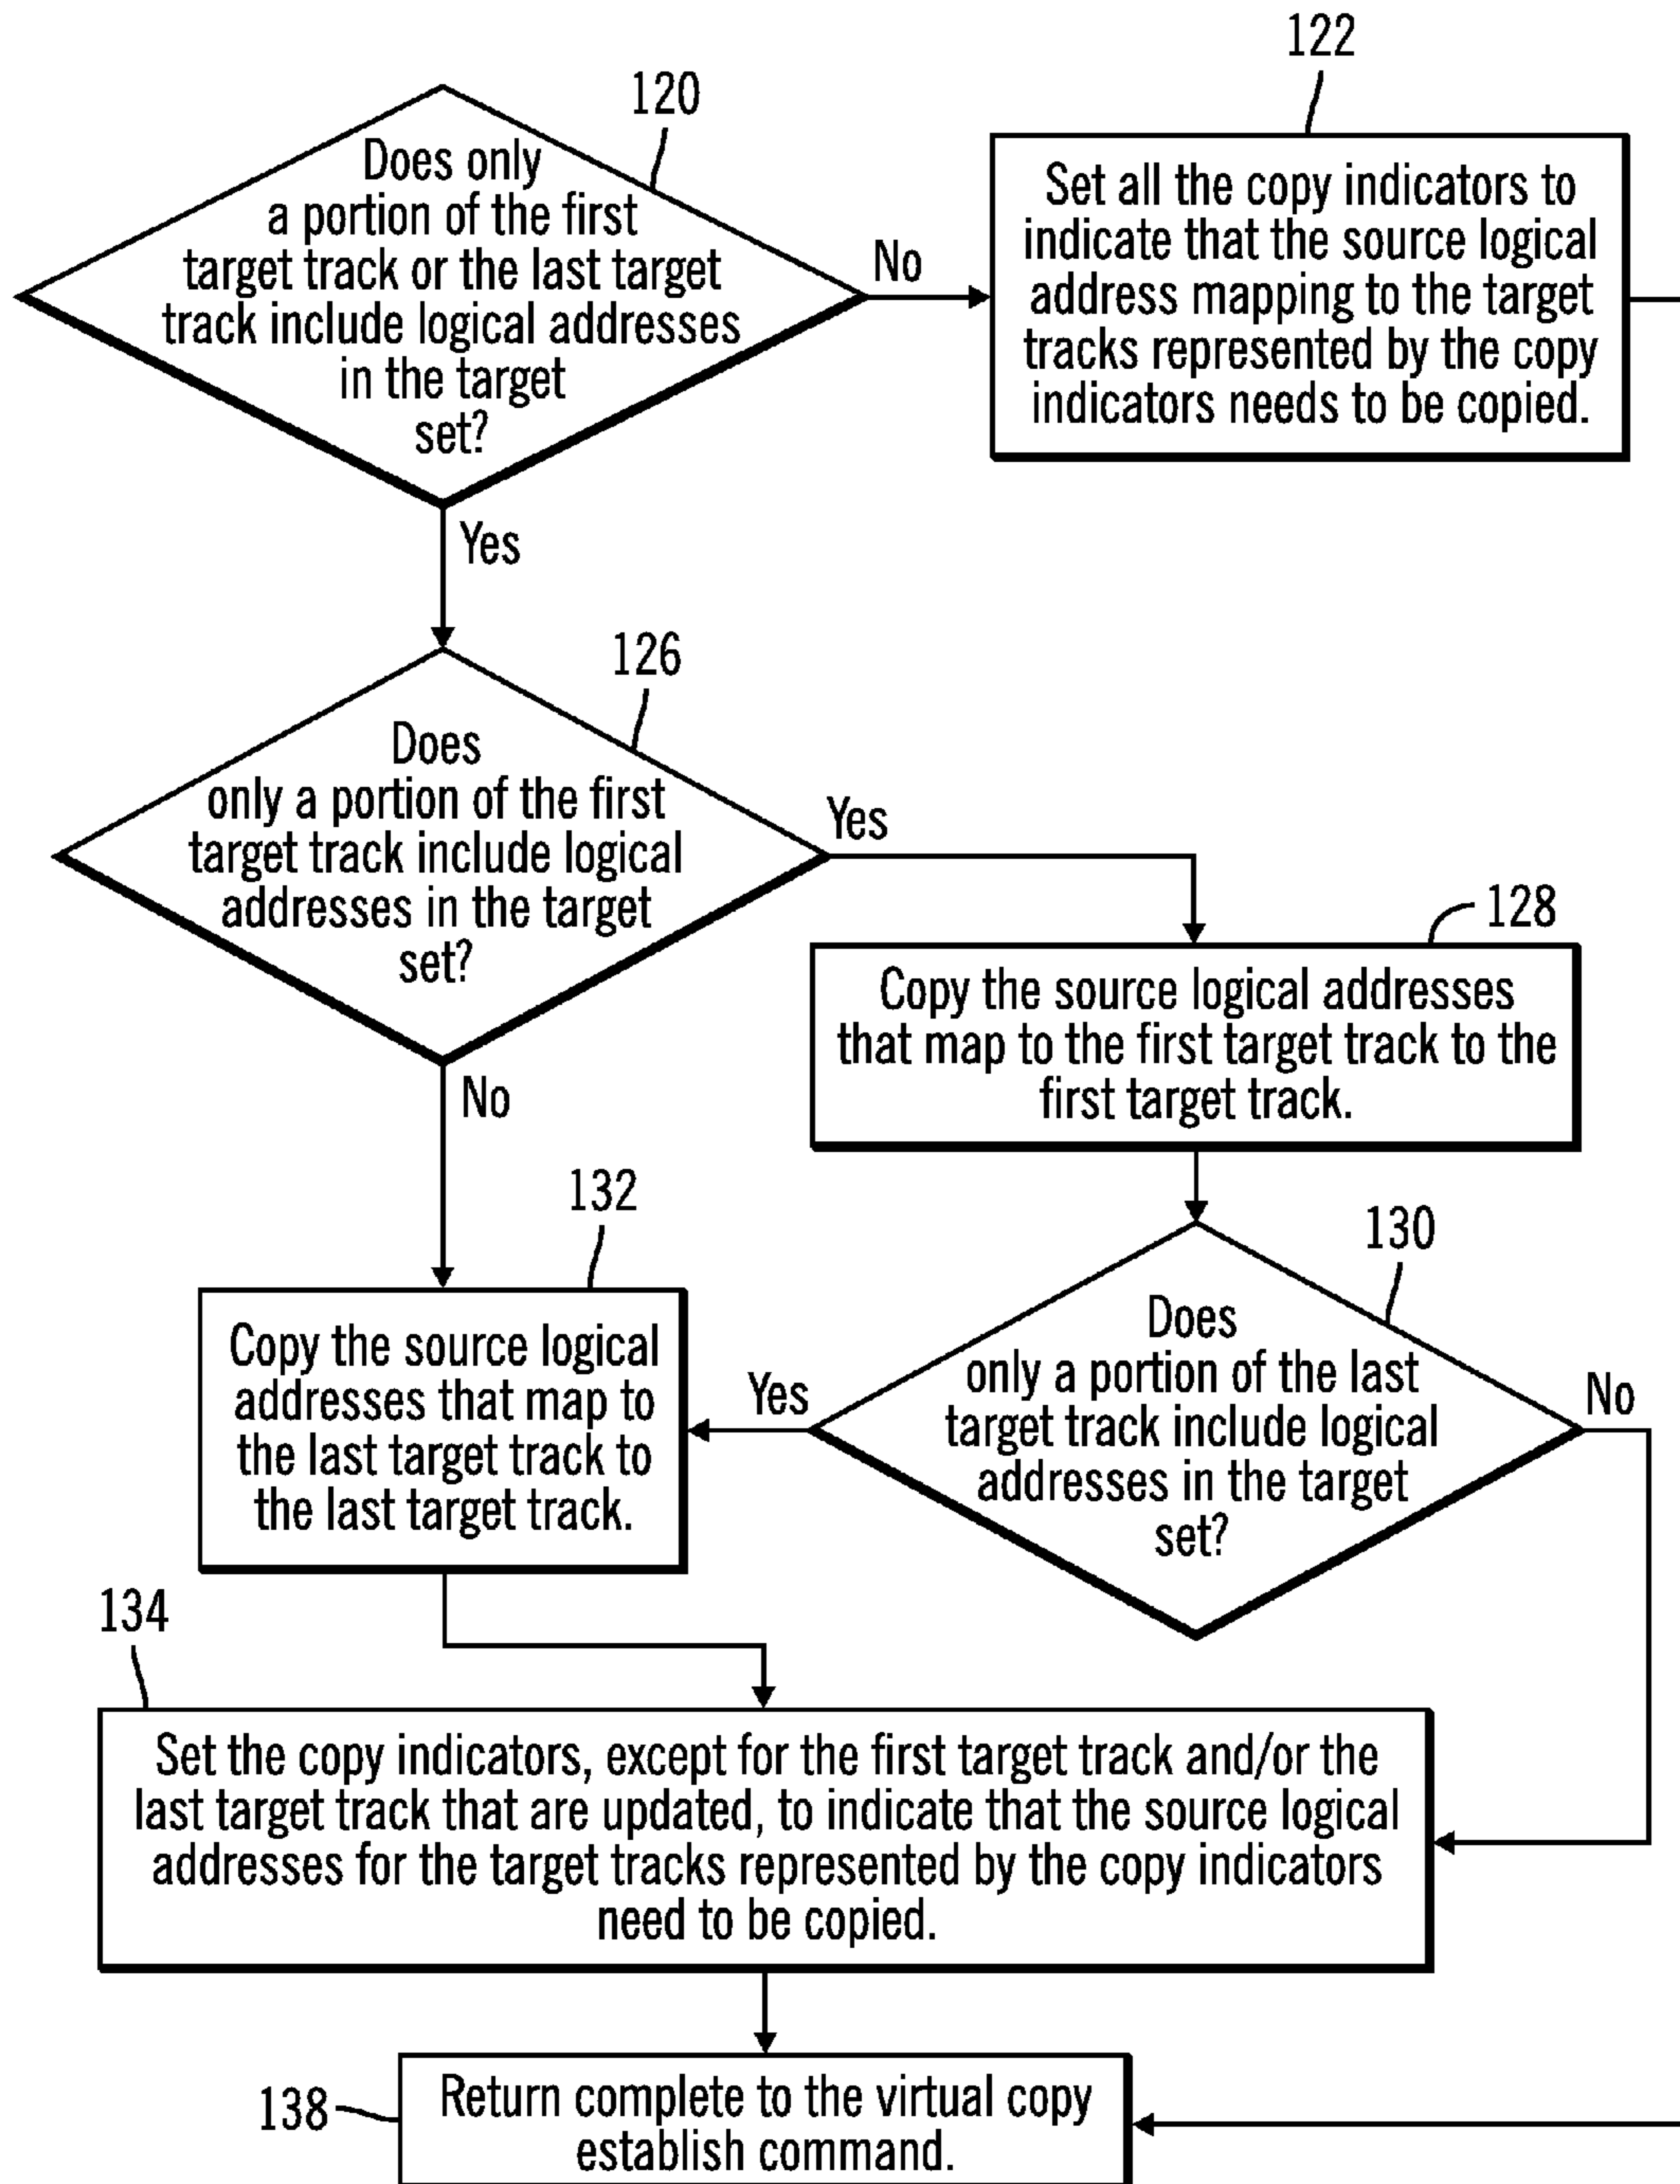 122
120
Does only
a portion of the first
target track or the last target
track include logical addresses
in the target
set?
No
Set all the copy indicators to
indicate that the source logical
address mapping to the target
tracks represented by the copy
indicators needs to be copied.
Yes
126
Does
only a portion of the first
target track include logical
addresses in the target
set?
Yes
128
Copy the source logical addresses
that map to the first target track to the
first target track.
No
132
130
Copy the source logical
addresses that map to
the last target track to
the last target track.
Yes
Does
only a portion of the last
target track include logical
addresses in the target
set?
No
134
Set the copy indicators, except for the first target track and/or the
last target track that are updated, to indicate that the source logical
addresses for the target tracks represented by the copy indicators
need to be copied.
138
Return complete to the virtual copy
establish command.